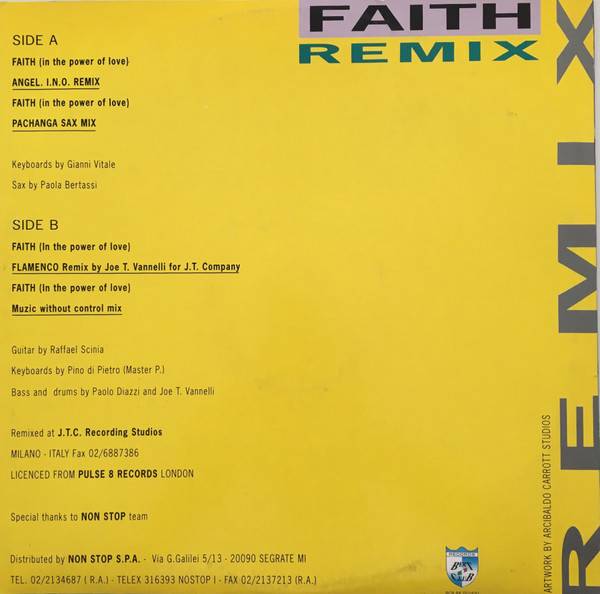 FAITH
REMIX
SIDE A
FAITH (in the power of love)
ANGEL. I.N.O. REMIX
FAITH (in the power of love)
PACHANGA SAX MIX
Keyboards by Gianni Vitale
Sax by Paola Bertassi
SIDE B
FAITH (In the power of love)
FLAMENCO Remix by Joe T. Vannelli for J.T. Company
FAITH (In the power of love)
Muzic without control mix
Guitar by Raffael Scinia
Keyboards by Pino di Pietro (Master P.)
Bass and drums by Paolo Diazzi and Joe T. Vannelli
Remixed at J.T.C. Recording Studios
MILANO - ITALY Fax 02/6887386
LICENCED FROM PULSE 8 RECORDS LONDON
Special thanks to NON STOP team
Distributed by NON STOP S.P.A. - Via G.Galilei 5/13 - 20090 SEGRATE MI
TEL. 02/2134687 ( R.A.) - TELEX 316393 NOSTOP I - FAX 02/2137213 (R.A.)
RECORDS
ARTWORK BY ARCIBALDO CARROTT STUDIOS
REMIX